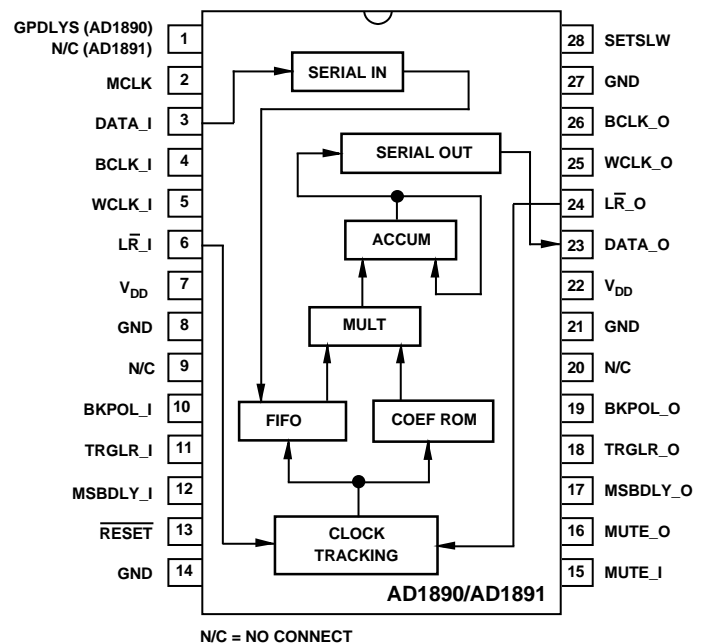 GPDLYS (AD1890)
N/C (AD1891)
1
MCLK
2
DATA_I
3
BCLK_I
4
WCLK_I
5
LR̅_I
6
VDD
7
GND
8
N/C
9
BKPOL_I
10
TRGLR_I
11
MSBDLY_I
12
R̅E̅S̅E̅T̅
13
GND
14
SERIAL IN
SERIAL OUT
ACCUM
MULT
FIFO
COEF ROM
CLOCK
TRACKING
AD1890/AD1891
28 SETSLW
27 GND
26 BCLK_O
25 WCLK_O
24 LR̅_O
23 DATA_O
22 VDD
21 GND
20 N/C
19 BKPOL_O
18 TRGLR_O
17 MSBDLY_O
16 MUTE_O
15 MUTE_I
N/C = NO CONNECT